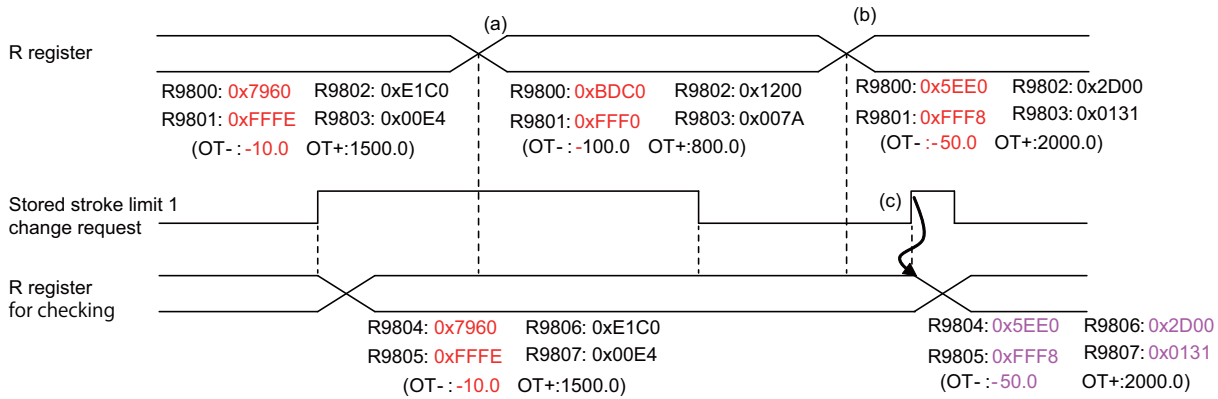 (a)
(b)
R register
R9800: 0x7960 R9802: 0xE1C0
R9801: 0xFFFE R9803: 0x00E4
(OT- :-10.0 OT+:1500.0)
R9800: 0xBDC0 R9802: 0x1200
R9801: 0xFFF0 R9803: 0x007A
(OT- :-100.0 OT+:800.0)
R9800: 0x5EE0 R9802: 0x2D00
R9801: 0xFFF8 R9803: 0x0131
(OT- :-50.0 OT+:2000.0)
Stored stroke limit 1
change request
(c)
R register
for checking
R9804: 0x7960 R9806: 0xE1C0
R9805: 0xFFFE R9807: 0x00E4
(OT- :-10.0 OT+:1500.0)
R9804: 0x5EE0 R9806: 0x2D00
R9805: 0xFFF8 R9807: 0x0131
(OT- :-50.0 OT+:2000.0)